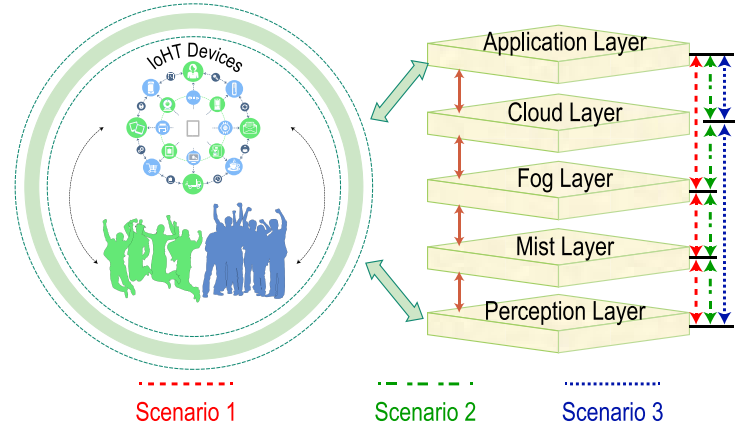 IoHT Devices
Application Layer
Cloud Layer
Fog Layer
Mist Layer
Perception Layer
Scenario 1
Scenario 2
Scenario 3